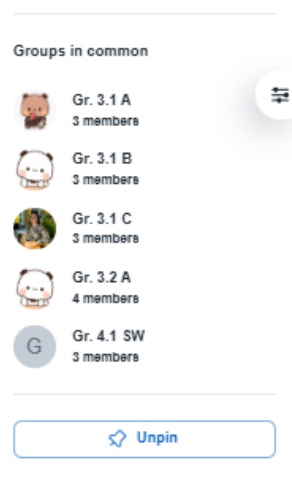 Groups in common
Gr. 3.1 A
3 members
Gr. 3.1 B
3 members
Gr. 3.1 C
3 members
Gr. 3.2 A
4 members
G
Gr. 4.1 SW
3 members
Unpin